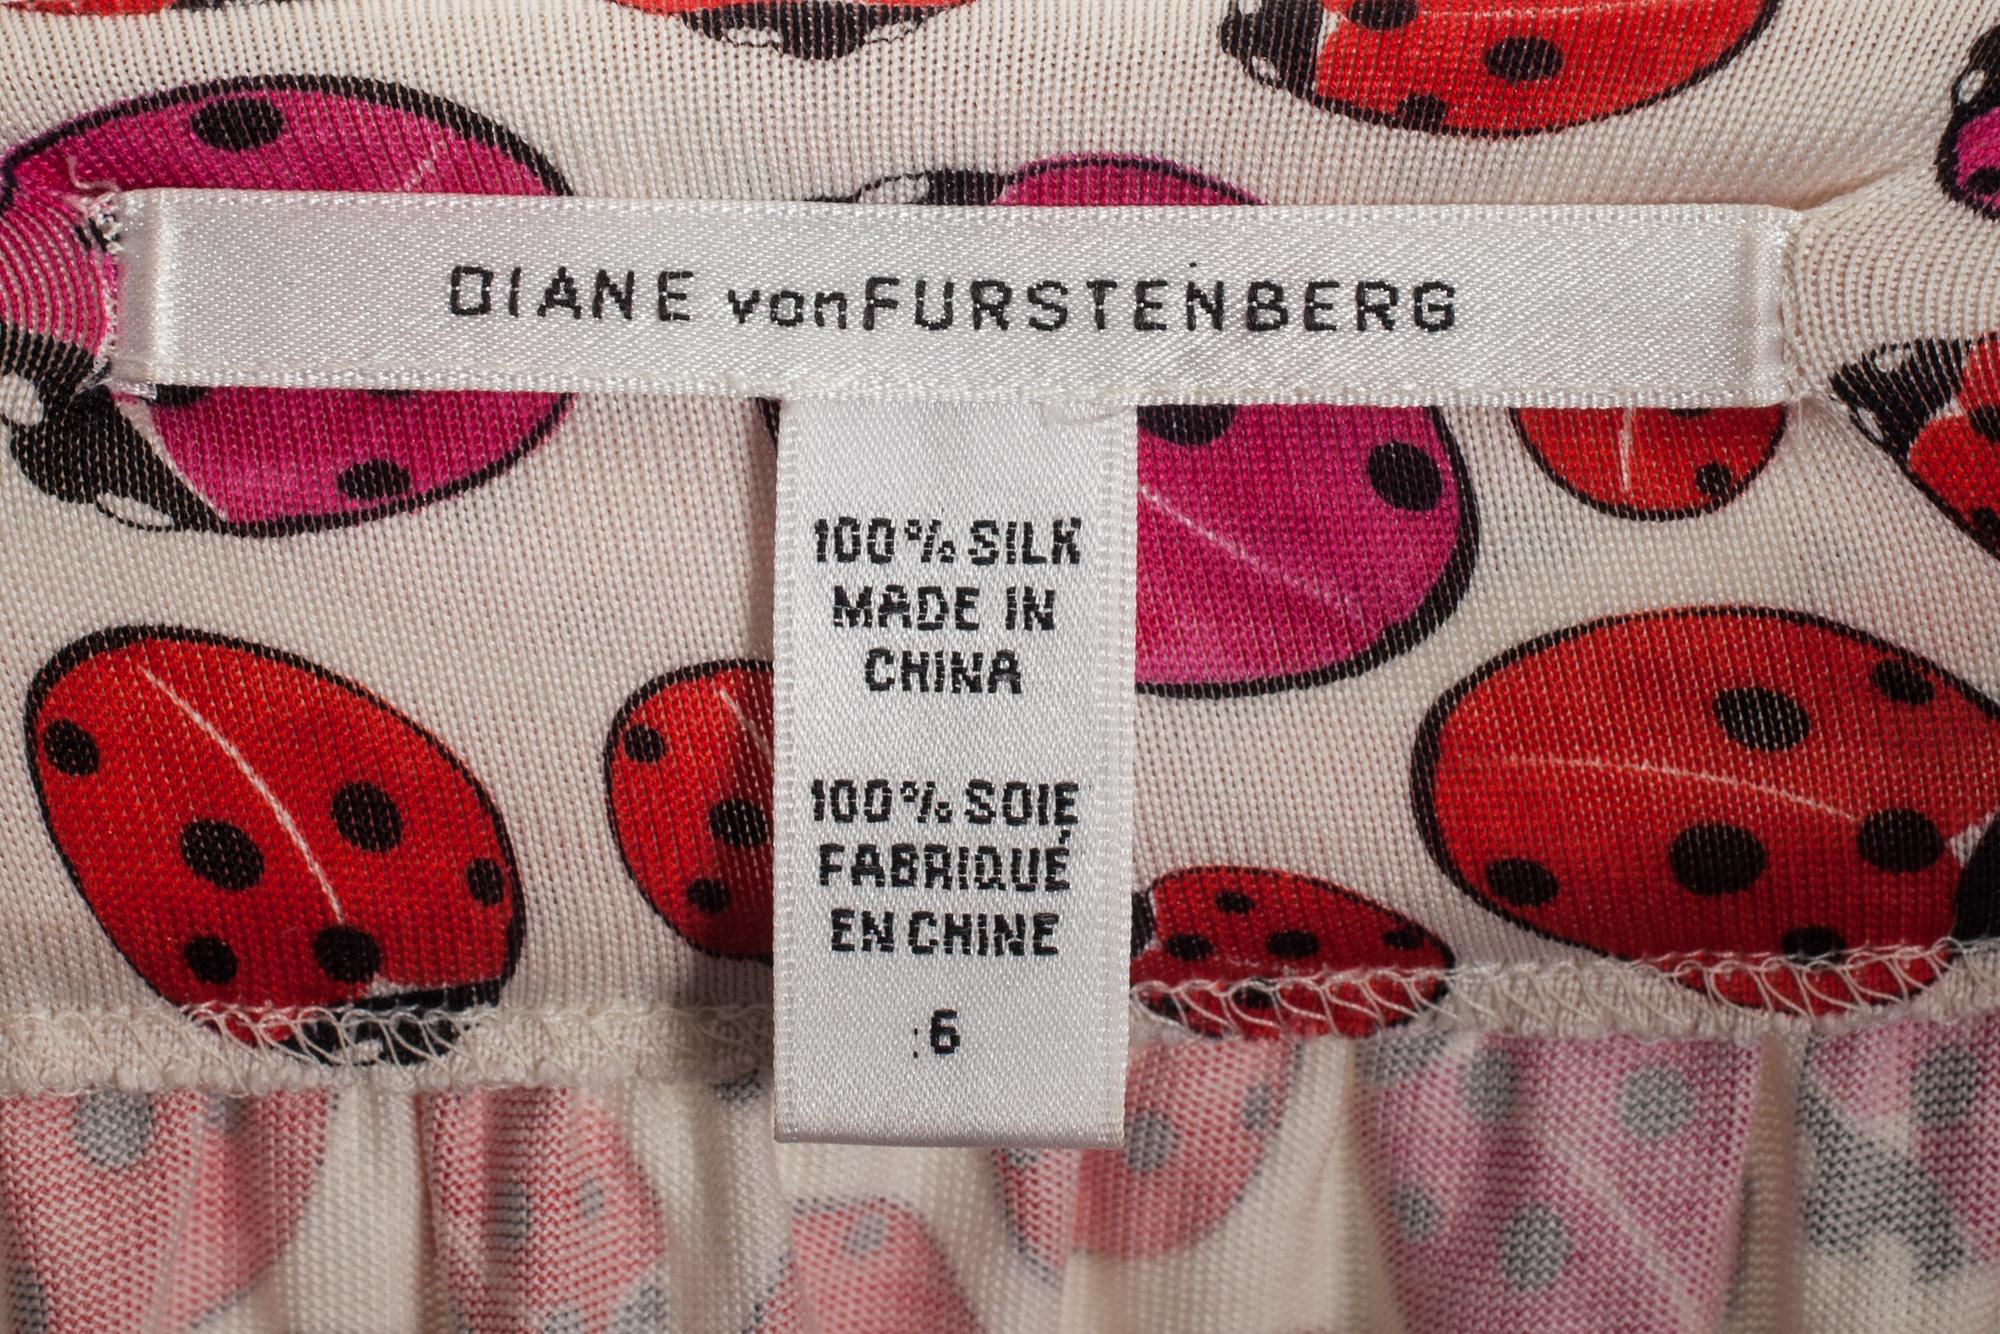 DIANE vonFURSTENBERG
100% SILK
MADE IN
CHINA
100% SOIE
FABRIQUÉ
EN CHINE
:6